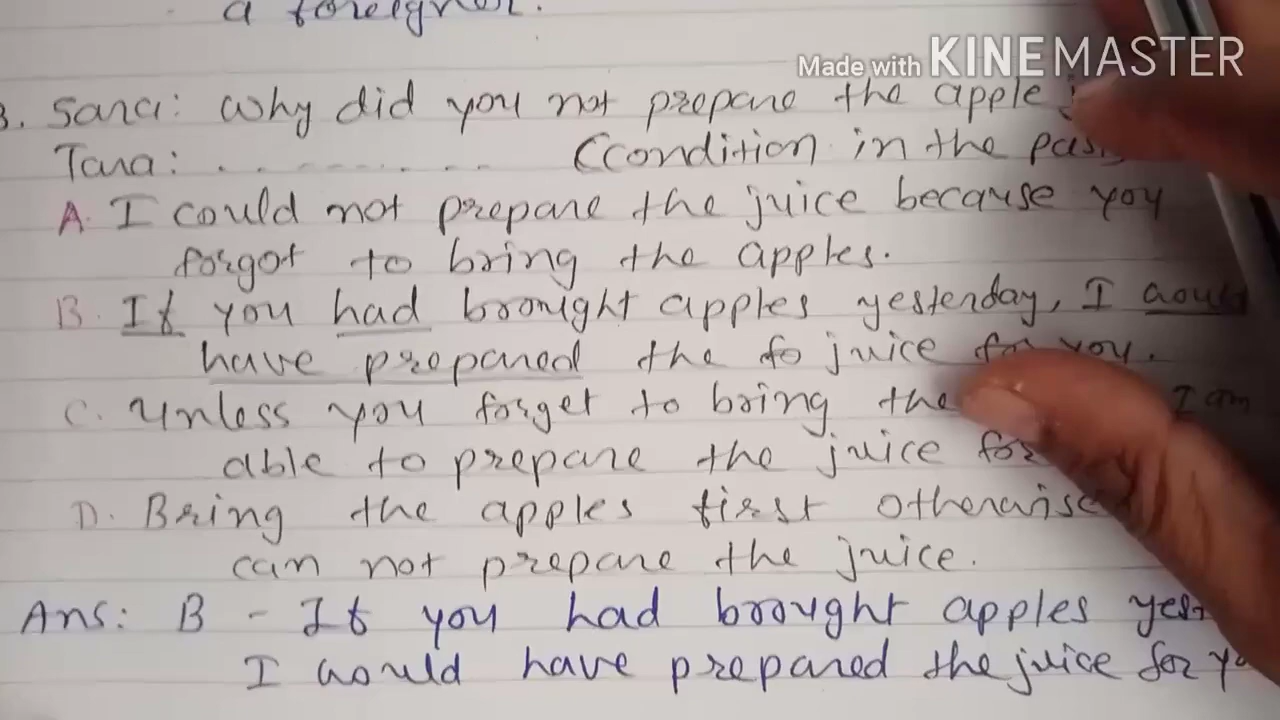 a foreigner.
Made with KINEMASTER
3. Sara: Why did you not prepare the apple
Tara: . . . . . . . . . . (condition in the past
A. I could not prepare the juice because you
forgot to bring the apples.
B. If you had brought apples yesterday, I would
have prepared the fo juice for you.
C. Unless you forget to bring the I am
able to prepare the juice for
D. Bring the apples first otherwise
can not prepare the juice.
Ans: B - If you had brought apples yest
I would have prepared the juice for yo